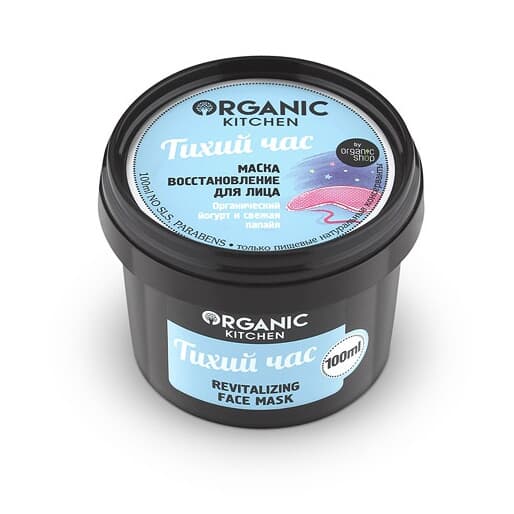 ORGANIC
KITCHEN
Тихий час
by
organic
shop
МАСКА
ВОССТАНОВЛЕНИЕ
ДЛЯ ЛИЦА
Органический
йогурт и свежая
папайя
100ml NO SLS, PARABENS • только пищевые натуральные консерванты
ORGANIC
KITCHEN
Тихий час
100ml
REVITALIZING
FACE MASK